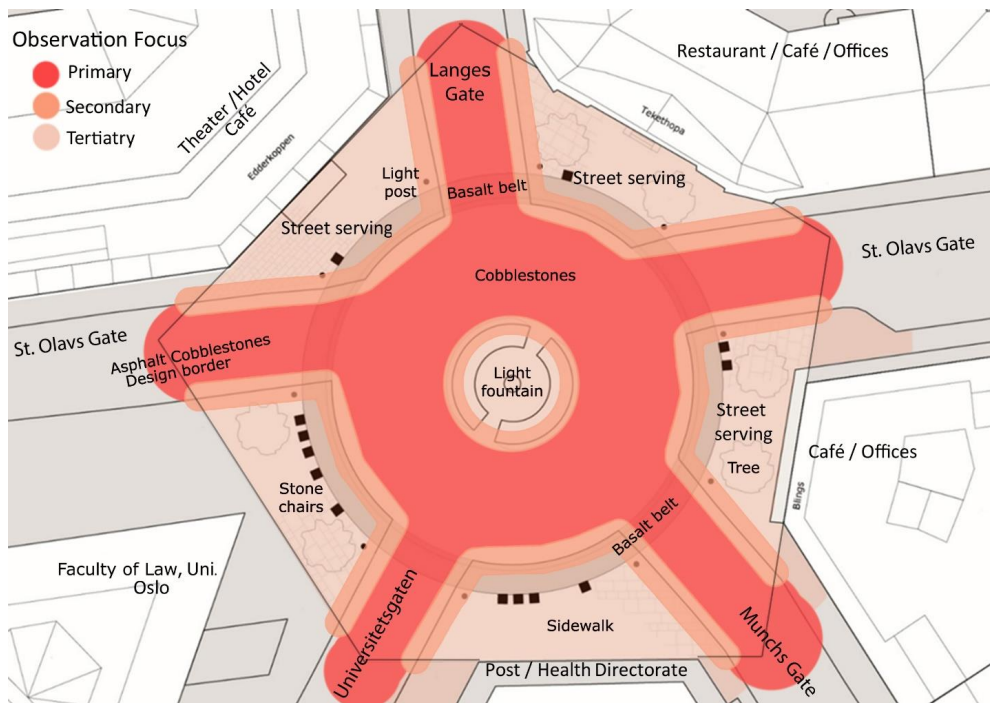 Observation Focus
Primary
Secondary
Tertiatry
Theater /Hotel
Café
Edderkoppen
Langes
Gate
Restaurant / Café / Offices
Tekethopa
Light
post
Basalt belt
Street serving
Street serving
St. Olavs Gate
Cobblestones
St. Olavs Gate
Asphalt Cobblestones
Design border
Light
fountain
Street
serving
Tree
Café / Offices
Blings
Stone
chairs
Basalt belt
Faculty of Law, Uni.
Oslo
Universitetsgaten
Sidewalk
Munchs Gate
Post / Health Directorate